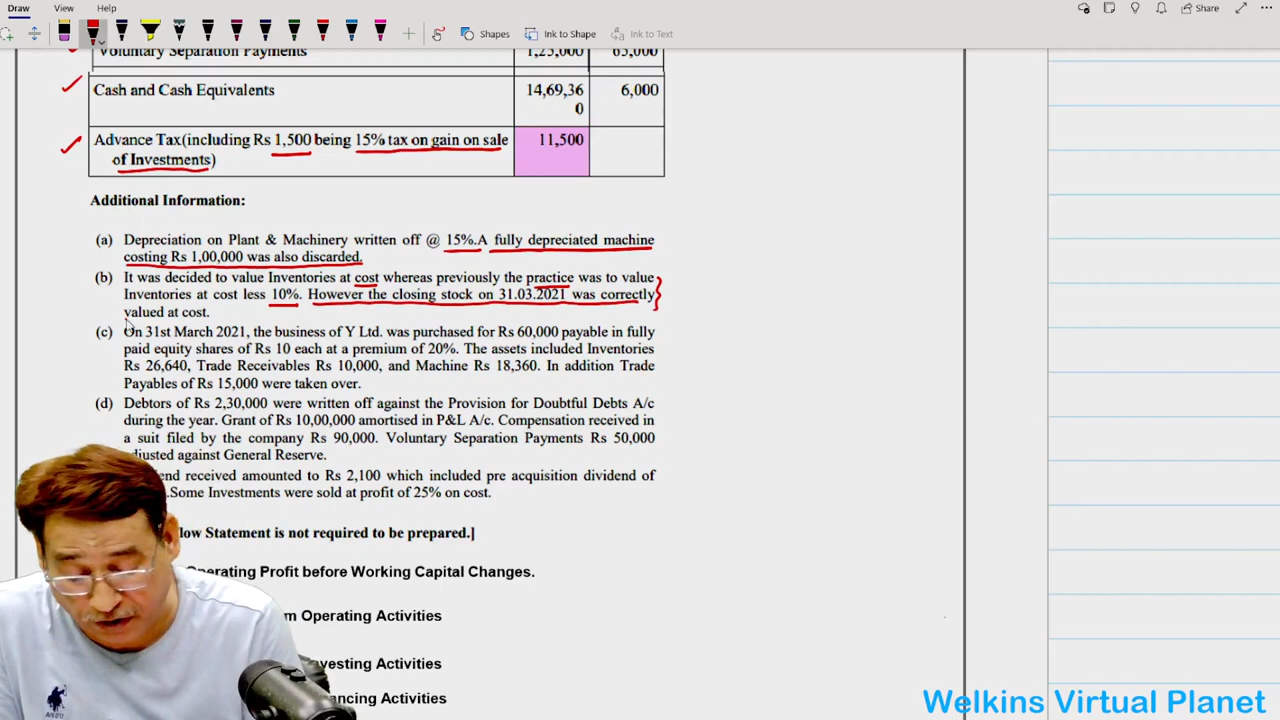 Draw View Help
Share
Shapes Ink to Shape Ink to Text
Voluntary Separation Payments 1,25,000 65,000
Cash and Cash Equivalents 14,69,36 6,000
0
Advance Tax(including Rs 1,500 being 15% tax on gain on sale 11,500
of Investments)
Additional Information:
(a) Depreciation on Plant & Machinery written off @ 15%.A fully depreciated machine
costing Rs 1,00,000 was also discarded.
(b) It was decided to value Inventories at cost whereas previously the practice was to value
Inventories at cost less 10%. However the closing stock on 31.03.2021 was correctly
valued at cost.
(c) On 31st March 2021, the business of Y Ltd. was purchased for Rs 60,000 payable in fully
paid equity shares of Rs 10 each at a premium of 20%. The assets included Inventories
Rs 26,640, Trade Receivables Rs 10,000, and Machine Rs 18,360. In addition Trade
Payables of Rs 15,000 were taken over.
(d) Debtors of Rs 2,30,000 were written off against the Provision for Doubtful Debts A/c
during the year. Grant of Rs 10,00,000 amortised in P&L A/c. Compensation received in
a suit filed by the company Rs 90,000. Voluntary Separation Payments Rs 50,000
against General Reserve.
received amounted to Rs 2,100 which included pre acquisition dividend of
.Some Investments were sold at profit of 25% on cost.
Statement is not required to be prepared.]
Operating Profit before Working Capital Changes.
Operating Activities
Activities
Activities
Welkins Virtual Planet